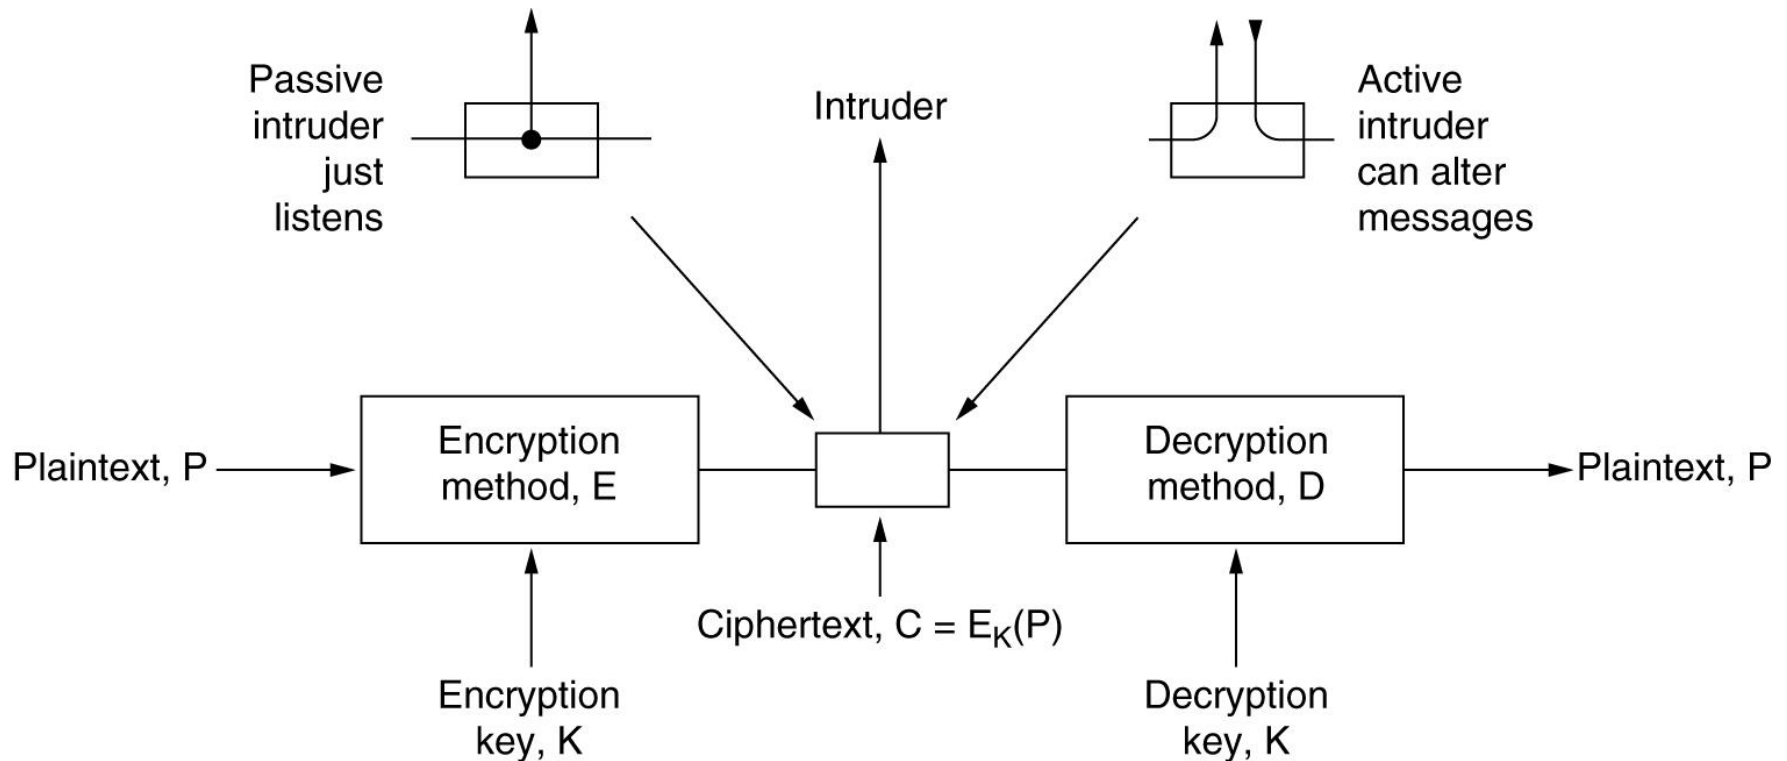 Passive
intruder
just
listens
Intruder
Active
intruder
can alter
messages
Plaintext, P
Encryption
method, E
Decryption
method, D
Plaintext, P
Ciphertext, C = E_K(P)
Encryption
key, K
Decryption
key, K